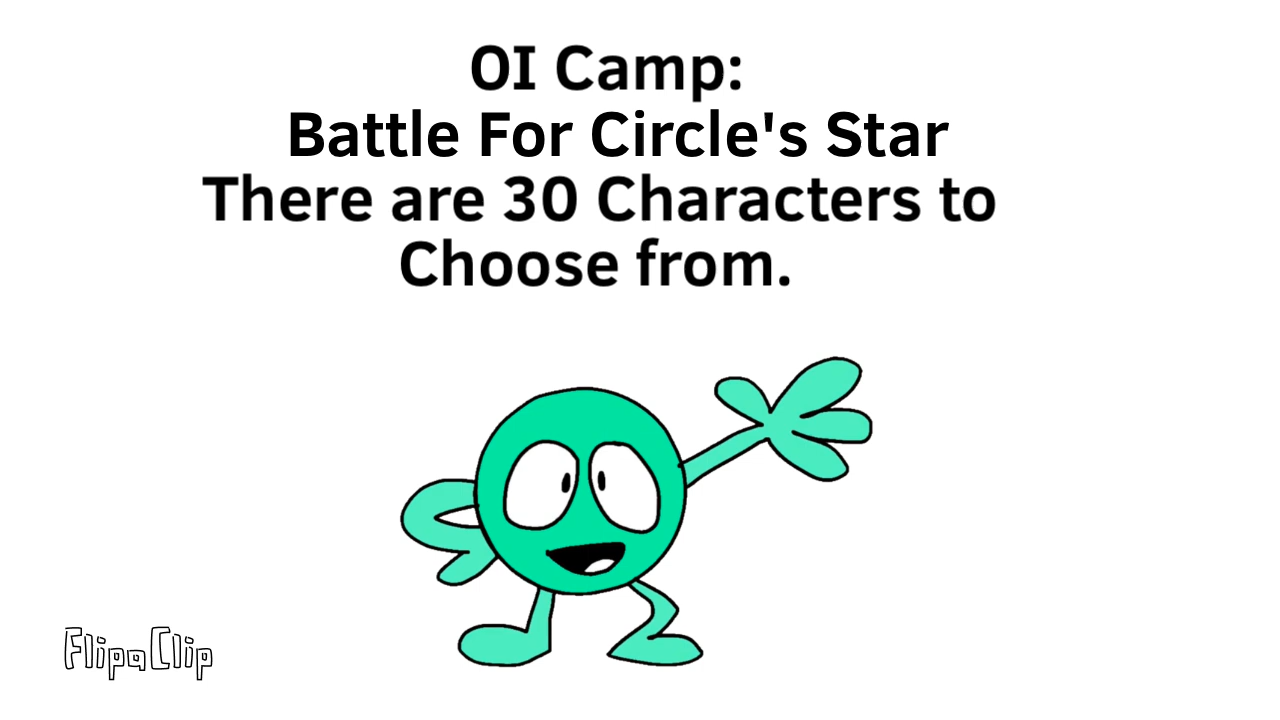 OI Camp:
Battle For Circle's Star
There are 30 Characters to
Choose from.
FlipaClip